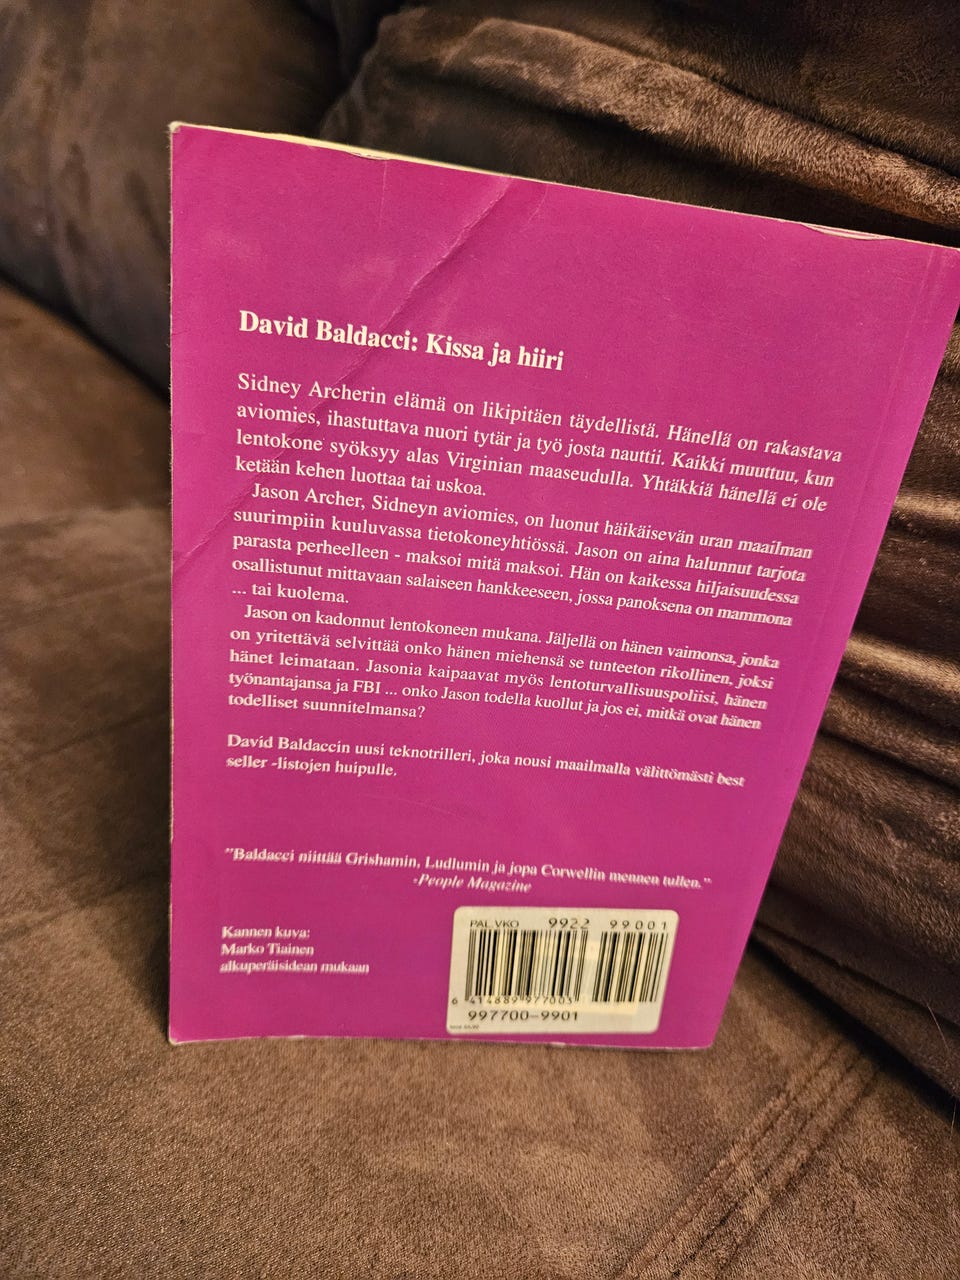 David Baldacci: Kissa ja hiiri
Sidney Archerin elämä on likipitäen täydellistä. Hänellä on rakastava
aviomies, ihastuttava nuori tytär ja työ josta nauttii. Kaikki muuttuu, kun
lentokone syöksyy alas Virginian maaseudulla. Yhtäkkiä hänellä ei ole
ketään kehen luottaa tai uskoa.
Jason Archer, Sidneyn aviomies, on luonut häikäisevän uran maailman
suurimpiin kuuluvassa tietokoneyhtiössä. Jason on aina halunnut tarjota
parasta perheelleen - maksoi mitä maksoi. Hän on kaikessa hiljaisuudessa
osallistunut mittavaan salaiseen hankkeeseen, jossa panoksena on mammona
... tai kuolema.
Jason on kadonnut lentokoneen mukana. Jäljellä on hänen vaimonsa, jonka
on yritettävä selvittää onko hänen miehensä se tunteeton rikollinen, joksi
hänet leimataan. Jasonia kaipaavat myös lentoturvallisuuspoliisi, hänen
työnantajansa ja FBI ... onko Jason todella kuollut ja jos ei, mitkä ovat hänen
todelliset suunnitelmansa?
David Baldaccin uusi teknotrilleri, joka nousi maailmalla välittömästi best
seller -listojen huipulle.
"Baldacci niittää Grishamin, Ludlumin ja jopa Corwellin mennen tullen."
-People Magazine
Kannen kuva:
Marko Tiainen
alkuperäisidean mukaan
PAL.VKO 9922 99001
6 414889 977003
997700-9901